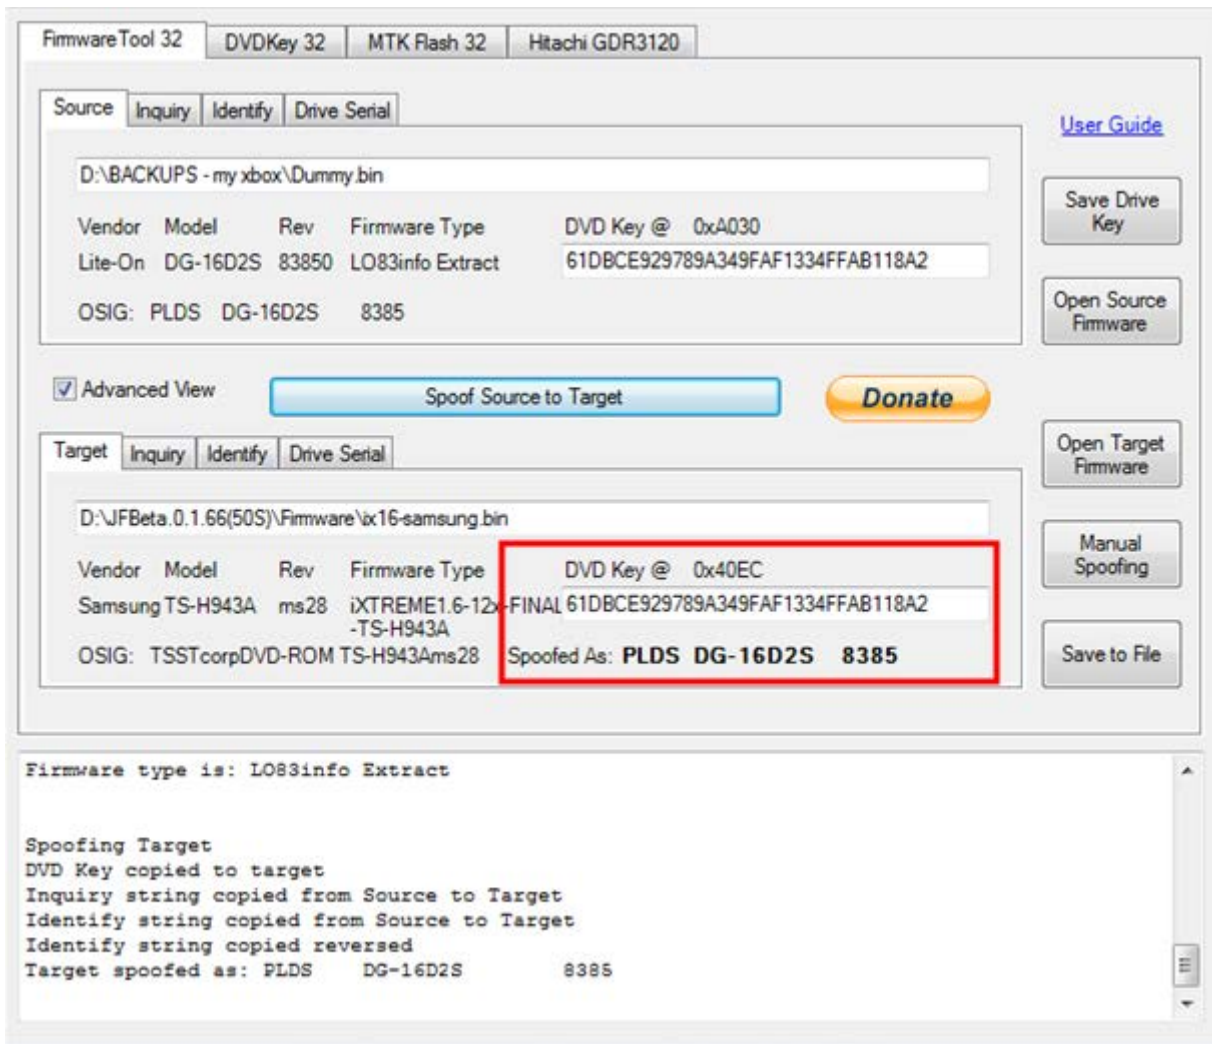 FirmwareTool 32 DVDKey 32 MTK Flash 32 Hitachi GDR3120
Source Inquiry Identify Drive Serial
User Guide
D:\BACKUPS - my xbox\Dummy.bin
Save Drive
Key
Vendor Model Rev Firmware Type DVD Key @ 0xA030
Lite-On DG-16D2S 83850 LO83info Extract 61DBCE929789A349FAF1334FFAB118A2
OSIG: PLDS DG-16D2S 8385
Open Source
Firmware
Advanced View Spoof Source to Target Donate
Target Inquiry Identify Drive Serial
Open Target
Firmware
D:\JFBeta.0.1.66(50S)\Firmware\ix16-samsung.bin
Manual
Spoofing
Vendor Model Rev Firmware Type DVD Key @ 0x40EC
Samsung TS-H943A ms28 iXTREME1.6-12x-FINAL 61DBCE929789A349FAF1334FFAB118A2
-TS-H943A
OSIG: TSSTcorpDVD-ROM TS-H943Ams28 Spoofed As: PLDS DG-16D2S 8385
Save to File
Firmware type is: LO83info Extract
Spoofing Target
DVD Key copied to target
Inquiry string copied from Source to Target
Identify string copied from Source to Target
Identify string copied reversed
Target spoofed as: PLDS DG-16D2S 8385